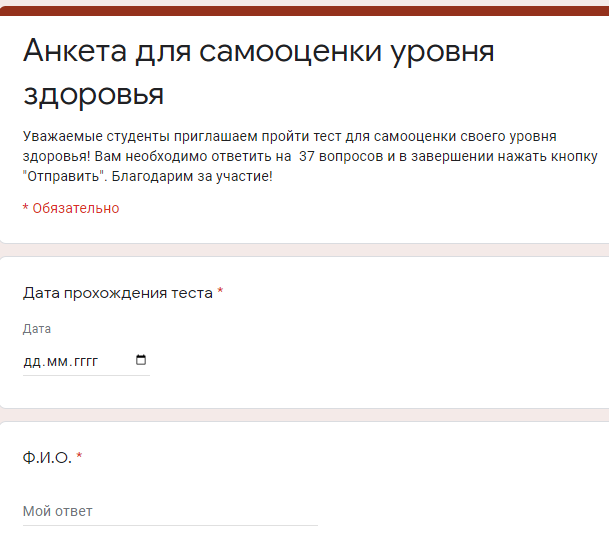 Анкета для самооценки уровня
здоровья
Уважаемые студенты приглашаем пройти тест для самооценки своего уровня
здоровья! Вам необходимо ответить на  37 вопросов и в завершении нажать кнопку
"Отправить". Благодарим за участие!
* Обязательно
Дата прохождения теста *
Дата
дд.мм.гггг
Ф.И.О. *
Мой ответ